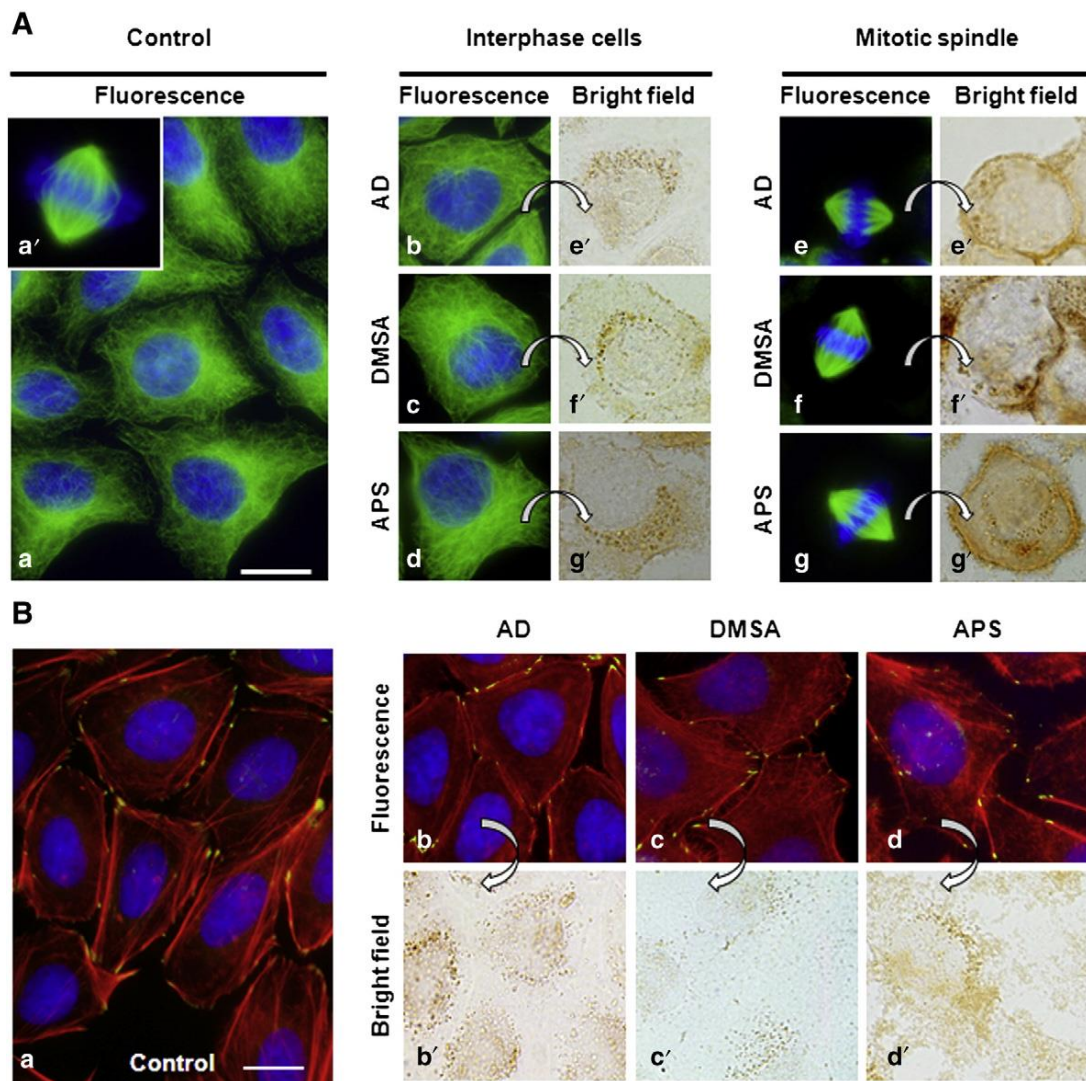 A
Control
Interphase cells
Mitotic spindle
Fluorescence
Fluorescence Bright field
Fluorescence Bright field
a′
a
AD
b
e′
AD
e
e′
DMSA
c
f′
DMSA
f
f′
APS
d
g′
APS
g
g′
B
AD
DMSA
APS
a
Control
Fluorescence
b
c
d
Bright field
b′
c′
d′